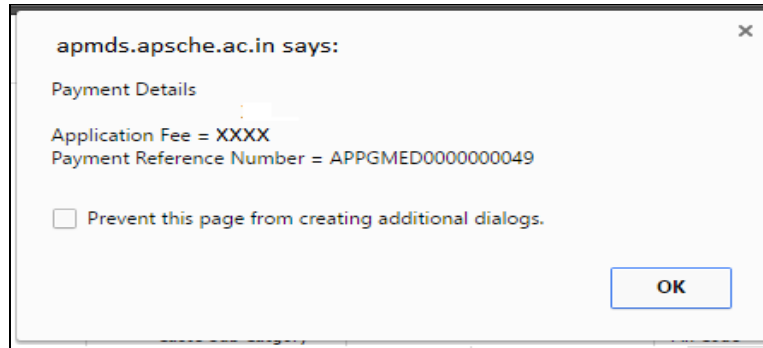 apmds.apsche.ac.in says:
Payment Details
Application Fee = XXXX
Payment Reference Number = APPGMED0000000049
Prevent this page from creating additional dialogs.
OK